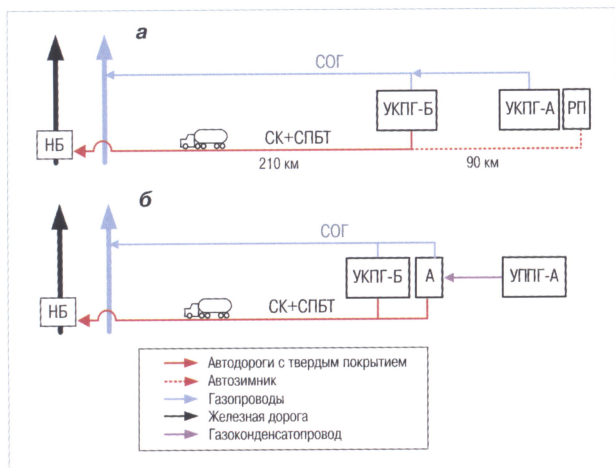 а
СОГ
УКПГ-Б
УКПГ-А
РП
НБ
СК+СПБТ
210 км
90 км
б
СОГ
УКПГ-Б
А
УППГ-А
НБ
СК+СПБТ
Автодороги с твердым покрытием
Автозимник
Газопроводы
Железная дорога
Газоконденсатопровод